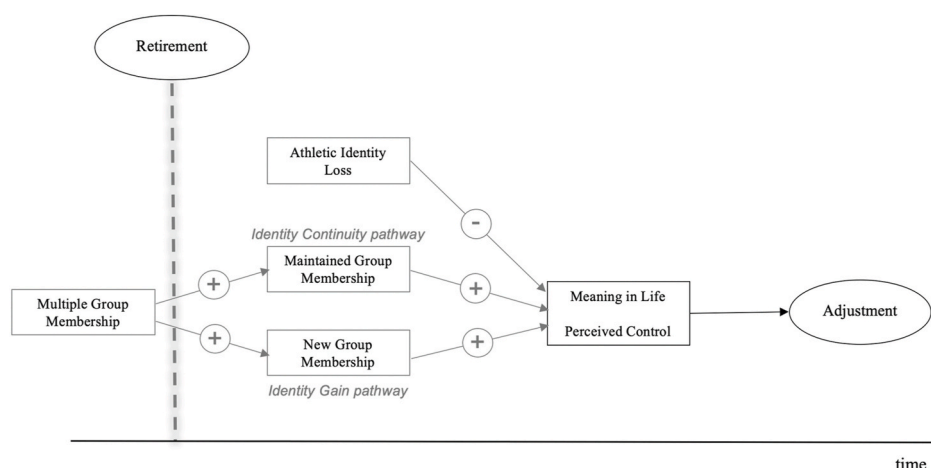 Retirement
Athletic Identity
Loss
-
Identity Continuity pathway
+
Maintained Group
Membership
+
Multiple Group
Membership
Meaning in Life
Perceived Control
Adjustment
+
New Group
Membership
+
Identity Gain pathway
time